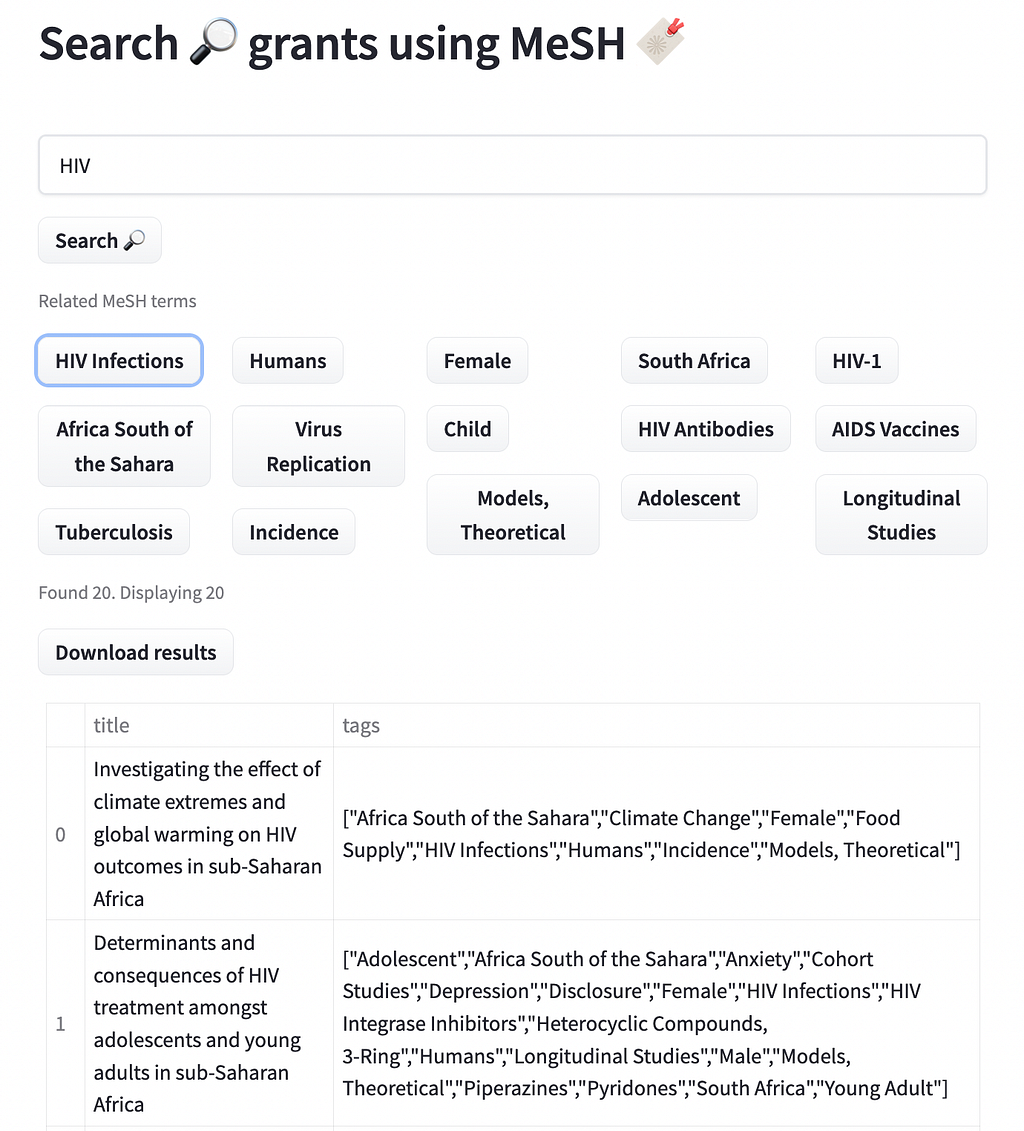 Search 🔎 grants using MeSH 🏷️
HIV
Search 🔎
Related MeSH terms
HIV Infections
Humans
Female
South Africa
HIV-1
Africa South of
the Sahara
Virus
Replication
Child
HIV Antibodies
AIDS Vaccines
Tuberculosis
Incidence
Models,
Theoretical
Adolescent
Longitudinal
Studies
Found 20. Displaying 20
Download results
title
tags
0
Investigating the effect of
climate extremes and
global warming on HIV
outcomes in sub-Saharan
Africa
["Africa South of the Sahara","Climate Change","Female","Food
Supply","HIV Infections","Humans","Incidence","Models, Theoretical"]
1
Determinants and
consequences of HIV
treatment amongst
adolescents and young
adults in sub-Saharan
Africa
["Adolescent","Africa South of the Sahara","Anxiety","Cohort
Studies","Depression","Disclosure","Female","HIV Infections","HIV
Integrase Inhibitors","Heterocyclic Compounds,
3-Ring","Humans","Longitudinal Studies","Male","Models,
Theoretical","Piperazines","Pyridones","South Africa","Young Adult"]